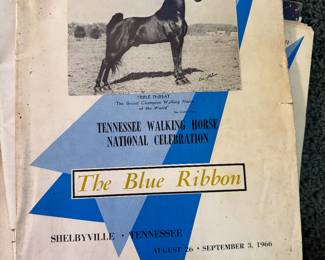 TRIPLE THREAT
"The Grand Champion Walking Horse
of the World"
TENNESSEE WALKING HORSE
NATIONAL CELEBRATION
The Blue Ribbon
SHELBYVILLE • TENNESSEE
AUGUST 26 - SEPTEMBER 3, 1966